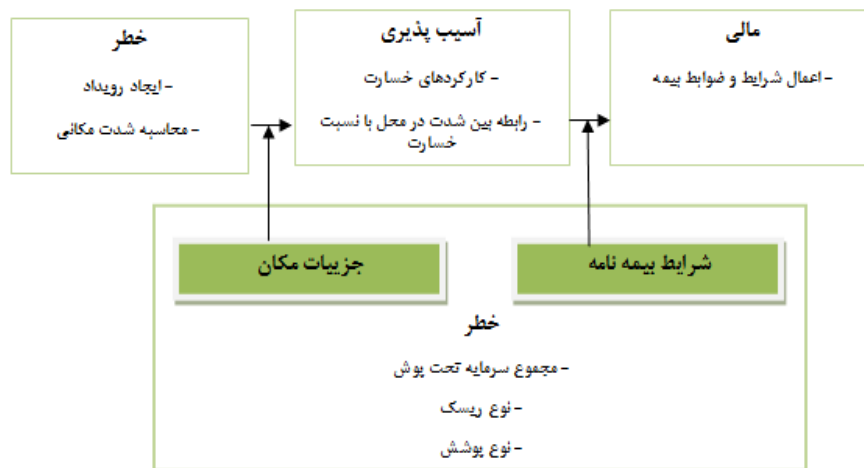 خطر
- ایجاد رویداد
- محاسبه شدت مکانی
آسیب پذیری
- کارکردهای خسارت
- رابطه بین شدت در محل با نسبت
خسارت
مالی
- اعمال شرایط و ضوابط بیمه
جزییات مکان
شرایط بیمه نامه
خطر
- مجموع سرمایه تحت پوش
- نوع ریسک
- نوع پوشش